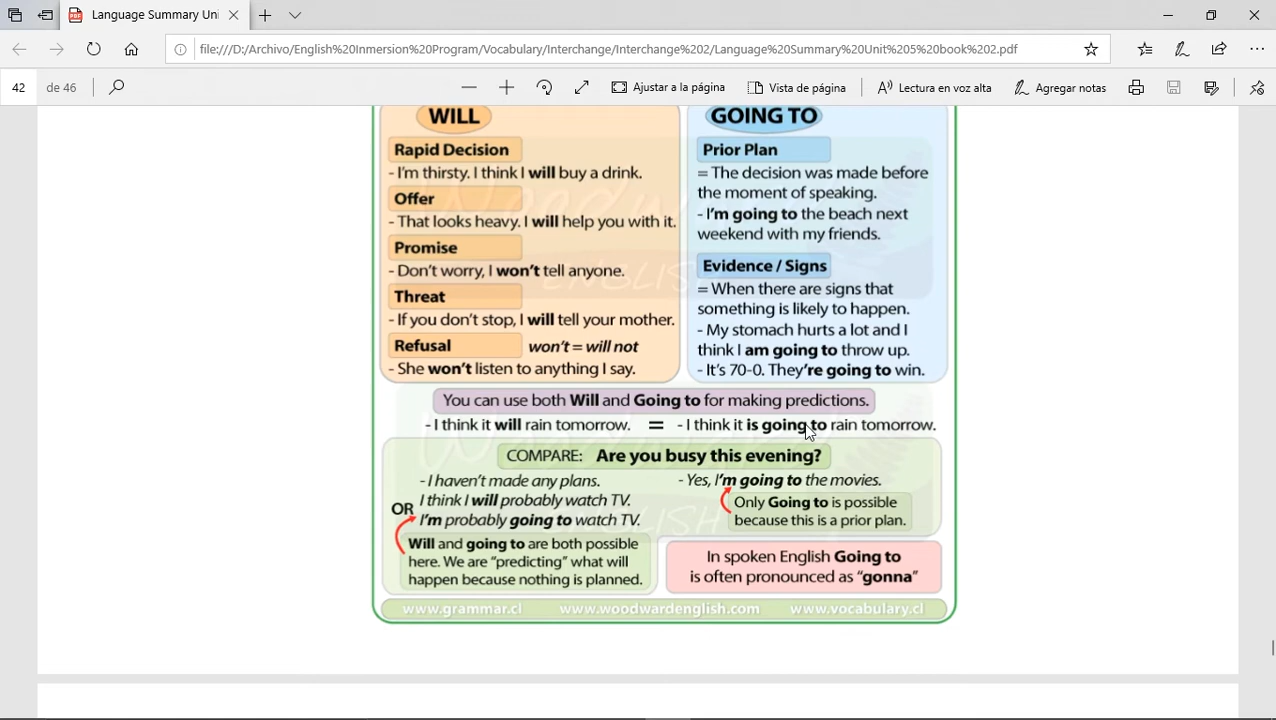 Language Summary Uni
file:///D:/Archivo/English%20Inmersion%20Program/Vocabulary/Interchange/Interchange%202/Language%20Summary%20Unit%205%20book%202.pdf
42 de 46
Ajustar a la página
Vista de página
Lectura en voz alta
Agregar notas
WILL
Rapid Decision
- I'm thirsty. I think I will buy a drink.
Offer
- That looks heavy. I will help you with it.
Promise
- Don't worry, I won't tell anyone.
Threat
- If you don't stop, I will tell your mother.
Refusal won't = will not
- She won't listen to anything I say.
GOING TO
Prior Plan
= The decision was made before
the moment of speaking.
- I'm going to the beach next
weekend with my friends.
Evidence / Signs
= When there are signs that
something is likely to happen.
- My stomach hurts a lot and I
think I am going to throw up.
- It's 70-0. They're going to win.
You can use both Will and Going to for making predictions.
- I think it will rain tomorrow. = - I think it is going to rain tomorrow.
COMPARE: Are you busy this evening?
- I haven't made any plans.
I think I will probably watch TV.
OR
I'm probably going to watch TV.
Will and going to are both possible
here. We are "predicting" what will
happen because nothing is planned.
- Yes, I'm going to the movies.
Only Going to is possible
because this is a prior plan.
In spoken English Going to
is often pronounced as "gonna"
www.grammar.cl www.woodwardenglish.com www.vocabulary.cl